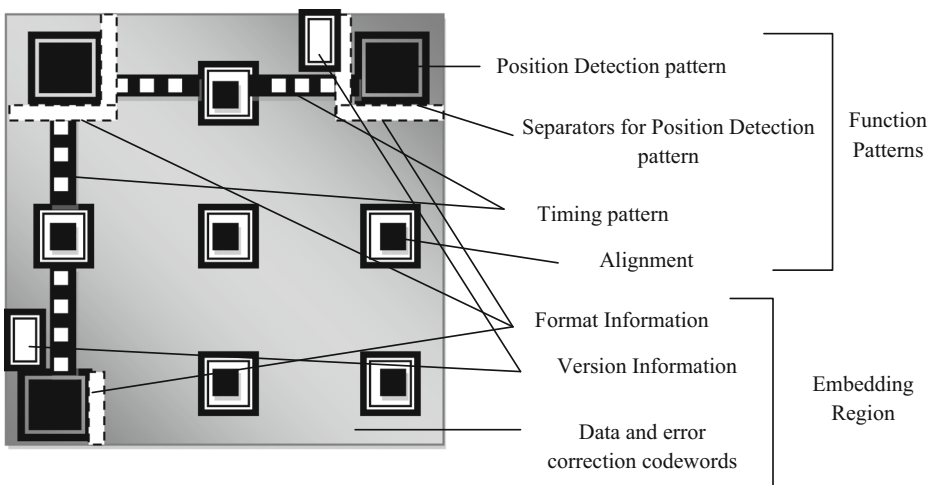 Position Detection pattern
Separators for Position Detection
pattern
Function
Patterns
Timing pattern
Alignment
Format Information
Version Information
Embedding
Region
Data and error
correction codewords